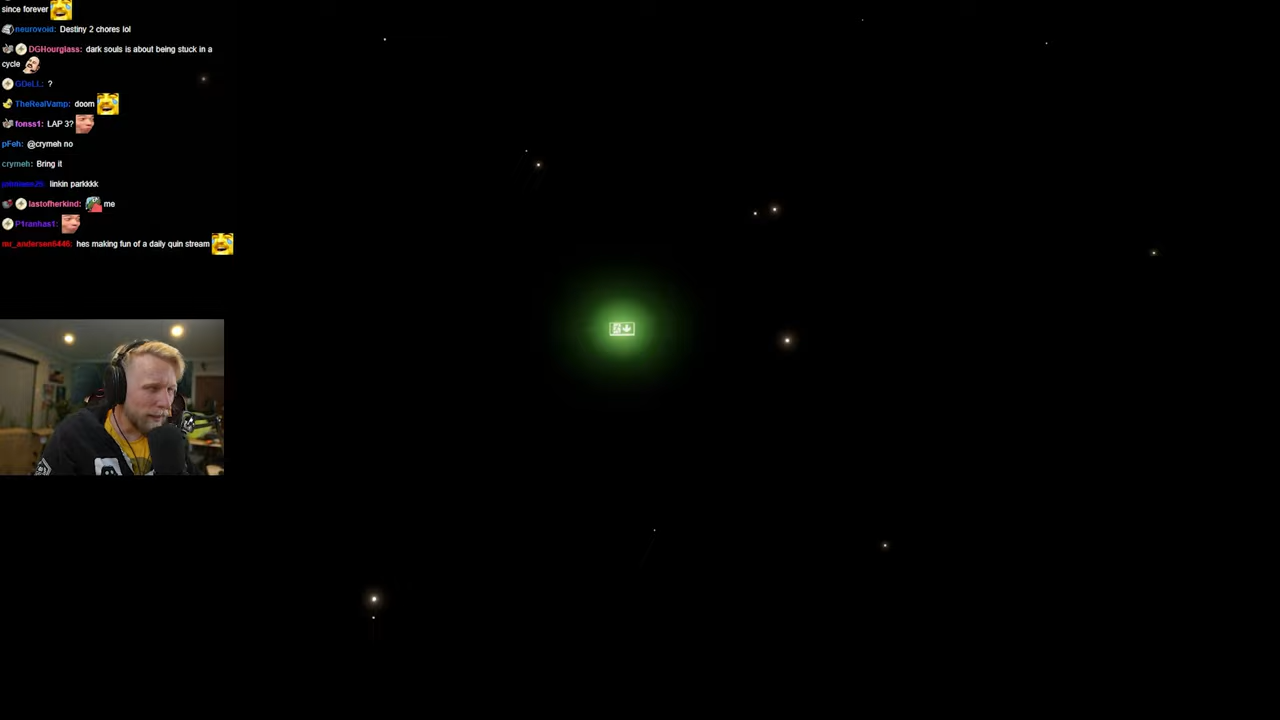 since forever
neurovoid: Destiny 2 chores lol
DGHourglass: dark souls is about being stuck in a
cycle
GDeLL: ?
TheRealVamp: doom
fonss1: LAP 3?
pFeh: @crymeh no
crymeh: Bring it
linkin parkkkk
lastofherkind: me
P1ranhas1:
mr_andersen6446: hes making fun of a daily quin stream